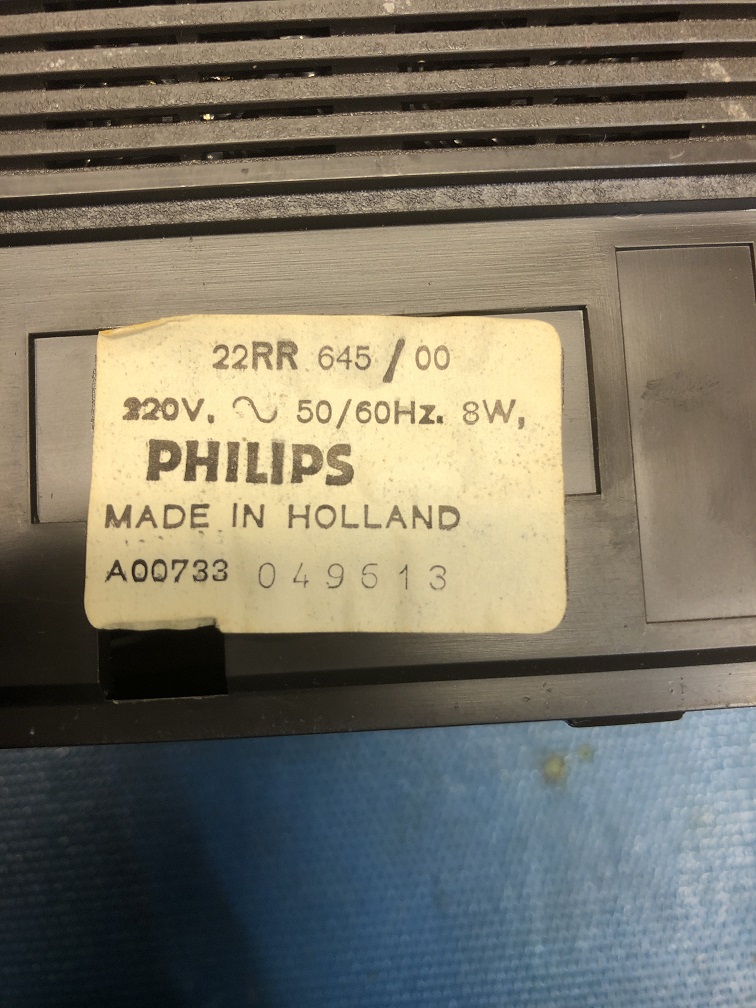 22RR 645/00
220V. ~ 50/60Hz. 8W,
PHILIPS
MADE IN HOLLAND
A00733 049613